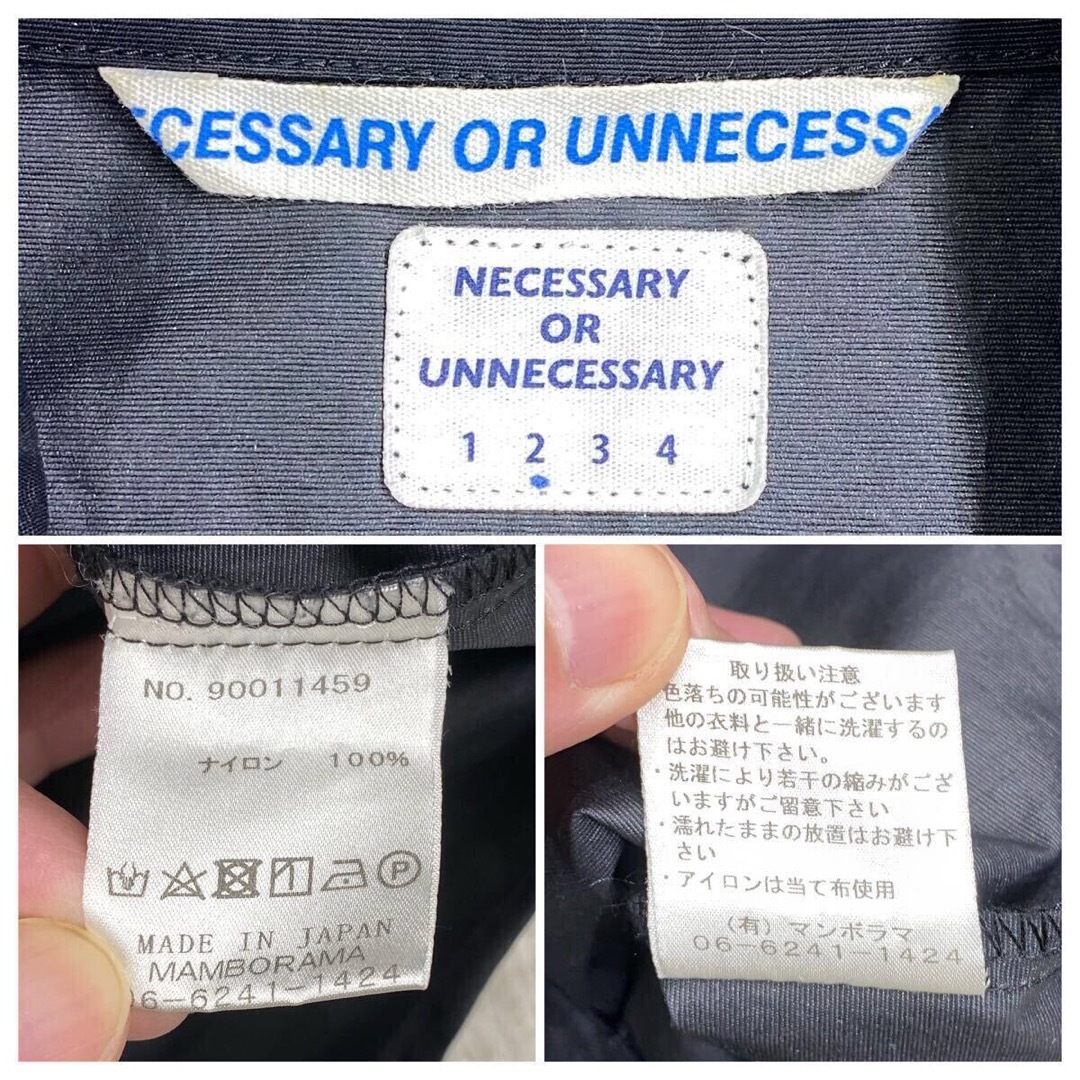 CESSARY OR UNNECESS
NECESSARY
OR
UNNECESSARY
1 2 3 4
NO. 90011459
ナイロン 100%
MADE IN JAPAN
MAMBORAMA
06-6241-1424
取り扱い注意
色落ちの可能性がございます
他の衣料と一緒に洗濯するの
はお避け下さい。
・洗濯により若干の縮みがござ
いますがご留意下さい
・濡れたままの放置はお避け下
さい
・アイロンは当て布使用
(有) マンボラマ
06-6241-1424